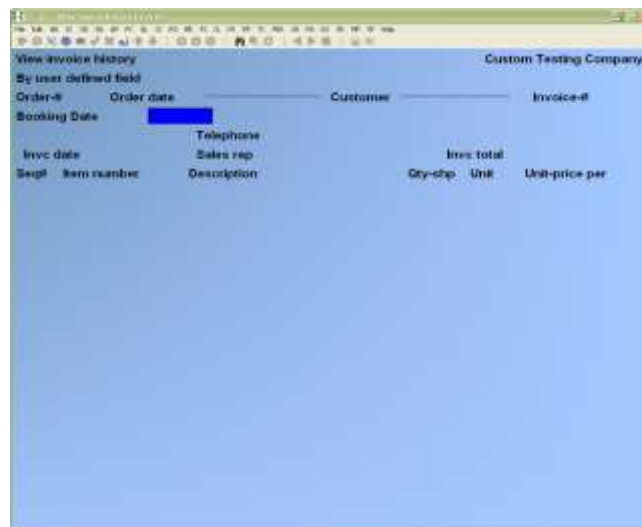 View invoice history Custom Testing Company
By user defined field
Order-# Order date Customer Invoice-#
Booking Date
Telephone
Invc date Sales rep Invc total
Seq# Item number Description Qty-shp Unit Unit-price per